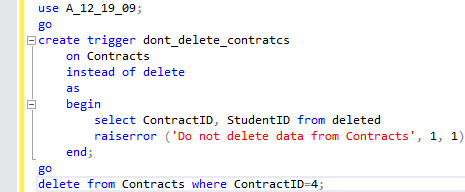 use A_12_19_09;
go
create trigger dont_delete_contratcs
on Contracts
instead of delete
as
begin
select ContractID, StudentID from deleted
raiserror ('Do not delete data from Contracts', 1, 1)
end;
go
delete from Contracts where ContractID=4;